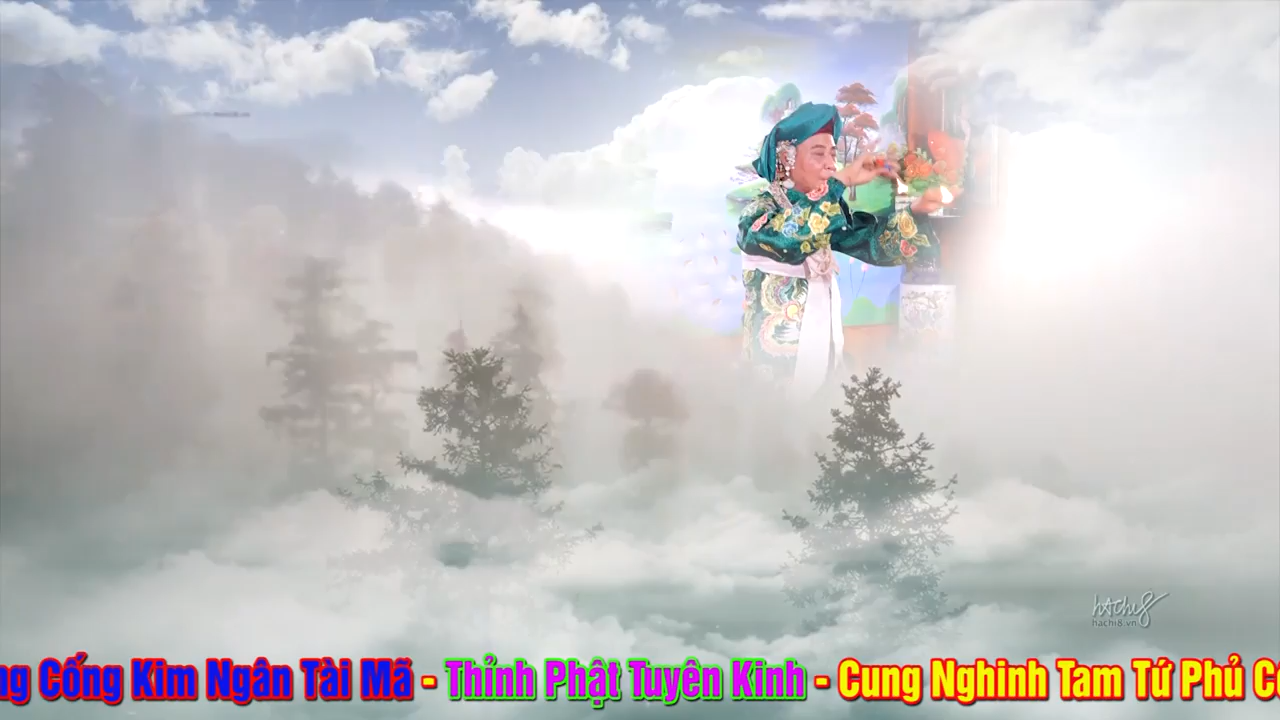 hachi8
hachi8.vn
Cống Kim Ngân Tài Mã - Thỉnh Phật Tuyên Kinh - Cung Nghinh Tam Tứ Phủ